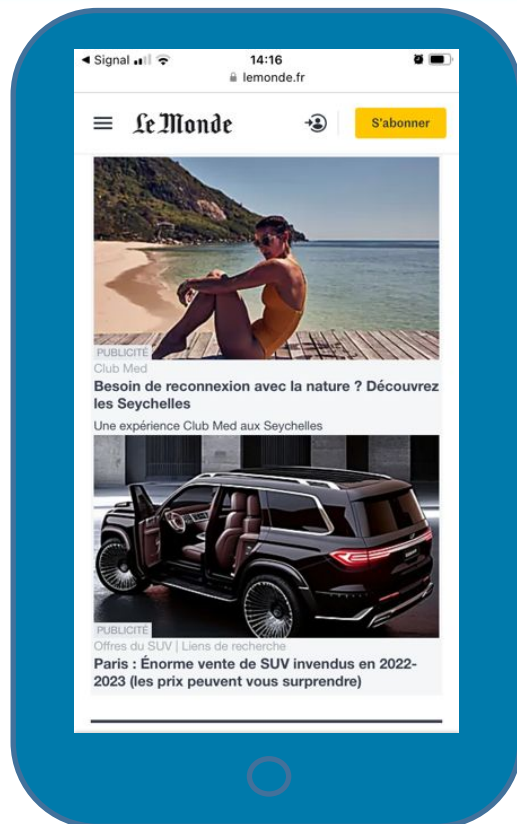 ◄ Signal 14:16
lemonde.fr
Le Monde S'abonner
PUBLICITÉ
Club Med
Besoin de reconnexion avec la nature ? Découvrez
les Seychelles
Une expérience Club Med aux Seychelles
PUBLICITÉ
Offres du SUV | Liens de recherche
Paris : Énorme vente de SUV invendus en 2022-
2023 (les prix peuvent vous surprendre)